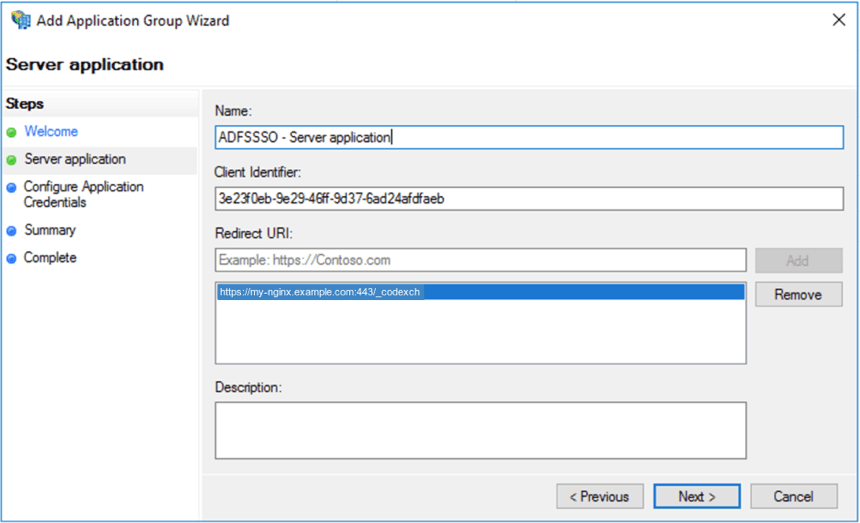 Add Application Group Wizard
Server application
Steps
Welcome
Server application
Configure Application
Credentials
Summary
Complete
Name:
ADFSSSO - Server application
Client Identifier:
3e23f0eb-9e29-46ff-9d37-6ad24afdfaeb
Redirect URI:
Example: https://Contoso.com
Add
https://my-nginx.example.com:443/_codexch
Remove
Description:
< Previous
Next >
Cancel